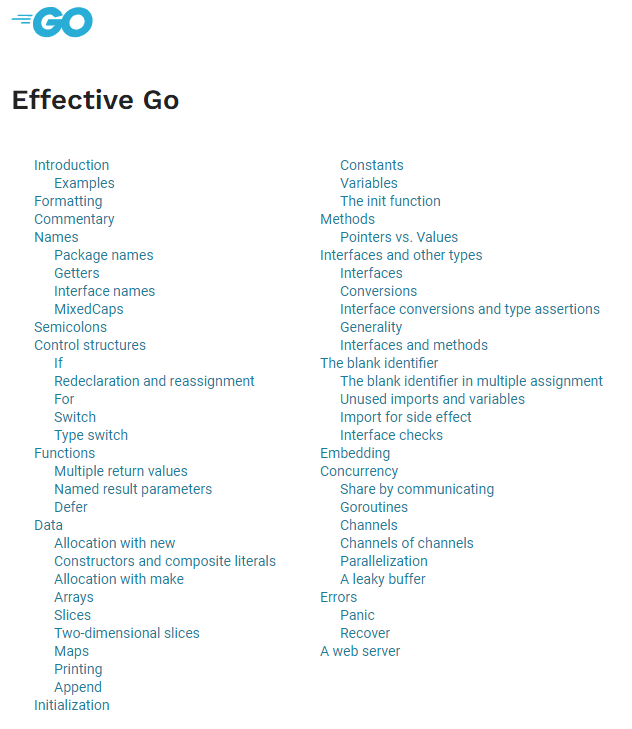 GO
Effective Go
Introduction
Examples
Formatting
Commentary
Names
Package names
Getters
Interface names
MixedCaps
Semicolons
Control structures
If
Redeclaration and reassignment
For
Switch
Type switch
Functions
Multiple return values
Named result parameters
Defer
Data
Allocation with new
Constructors and composite literals
Allocation with make
Arrays
Slices
Two-dimensional slices
Maps
Printing
Append
Initialization
Constants
Variables
The init function
Methods
Pointers vs. Values
Interfaces and other types
Interfaces
Conversions
Interface conversions and type assertions
Generality
Interfaces and methods
The blank identifier
The blank identifier in multiple assignment
Unused imports and variables
Import for side effect
Interface checks
Embedding
Concurrency
Share by communicating
Goroutines
Channels
Channels of channels
Parallelization
A leaky buffer
Errors
Panic
Recover
A web server